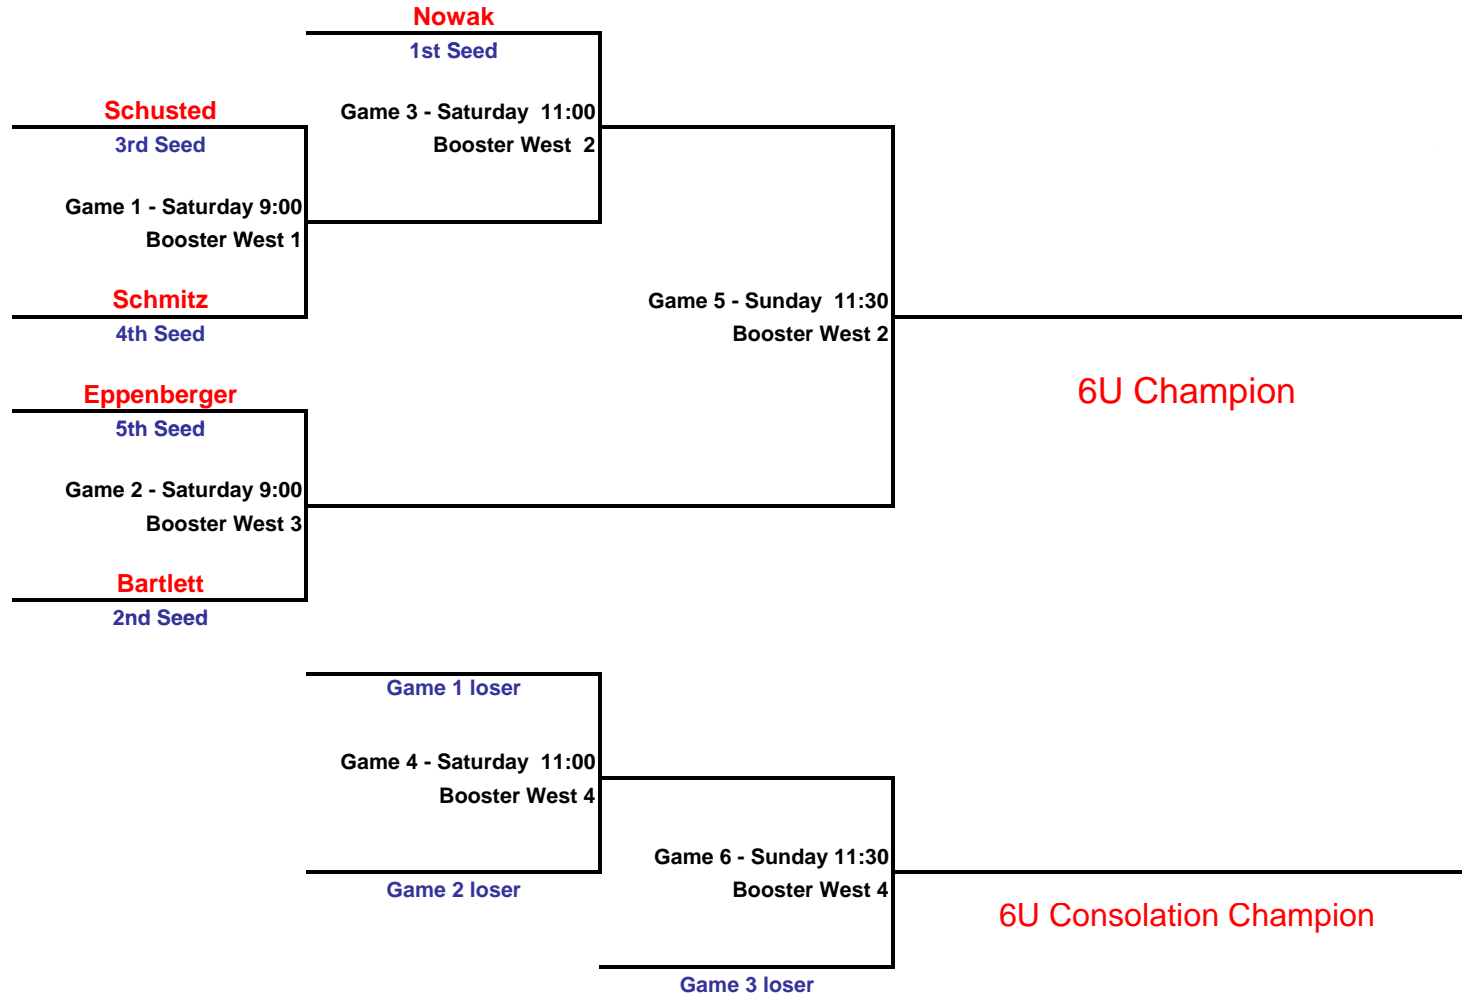 Nowak
1st Seed
Schusted
3rd Seed
Game 3 - Saturday  11:00
Booster West  2
Game 1 - Saturday 9:00
Booster West 1
Schmitz
4th Seed
Game 5 - Sunday  11:30
Booster West 2
Eppenberger
5th Seed
6U Champion
Game 2 - Saturday 9:00
Booster West 3
Bartlett
2nd Seed
Game 1 loser
Game 4 - Saturday  11:00
Booster West 4
Game 2 loser
Game 6 - Sunday 11:30
Booster West 4
6U Consolation Champion
Game 3 loser